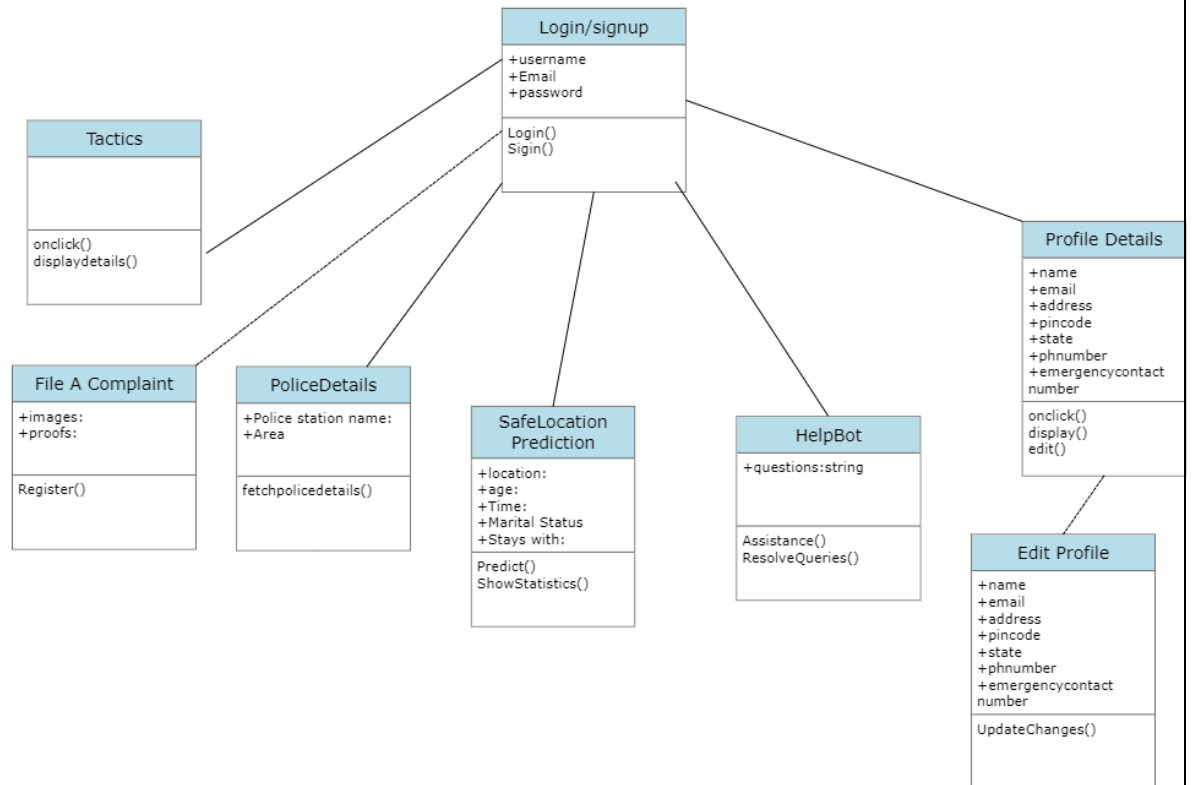 Login/signup
+username
+Email
+password
Login()
Sigin()
Tactics
onclick()
displaydetails()
Profile Details
+name
+email
+address
+pincode
+state
+phnumber
+emergencycontact
number
onclick()
display()
edit()
File A Complaint
+images:
+proofs:
Register()
PoliceDetails
+Police station name:
+Area
fetchpolicedetails()
SafeLocation
Prediction
+location:
+age:
+Time:
+Marital Status
+Stays with:
Predict()
ShowStatistics()
HelpBot
+questions:string
Assistance()
ResolveQueries()
Edit Profile
+name
+email
+address
+pincode
+state
+phnumber
+emergencycontact
number
UpdateChanges()